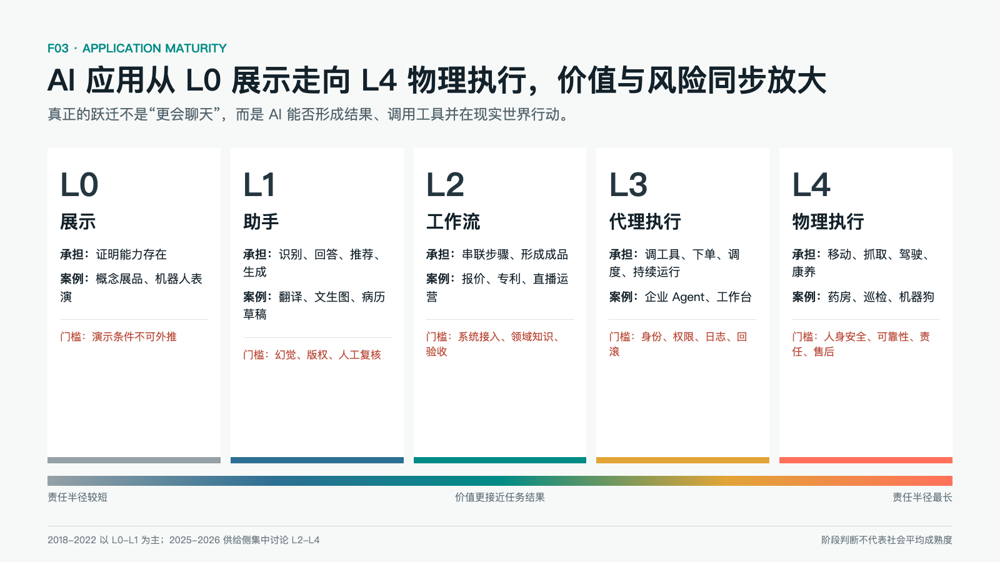 F03 · APPLICATION MATURITY
AI 应用从 L0 展示走向 L4 物理执行，价值与风险同步放大
真正的跃迁不是“更会聊天”，而是 AI 能否形成结果、调用工具并在现实世界行动。
L0
展示
承担：证明能力存在
案例：概念展品、机器人表
演
门槛：演示条件不可外推
L1
助手
承担：识别、回答、推荐、
生成
案例：翻译、文生图、病历
草稿
门槛：幻觉、版权、人工复核
L2
工作流
承担：串联步骤、形成成品
案例：报价、专利、直播运
营
门槛：系统接入、领域知识、
验收
L3
代理执行
承担：调工具、下单、调
度、持续运行
案例：企业 Agent、工作台
门槛：身份、权限、日志、回
滚
L4
物理执行
承担：移动、抓取、驾驶、
康养
案例：药房、巡检、机器狗
门槛：人身安全、可靠性、责
任、售后
责任半径较短
价值更接近任务结果
责任半径最长
2018–2022 以 L0–L1 为主；2025–2026 供给侧集中讨论 L2–L4
阶段判断不代表社会平均成熟度